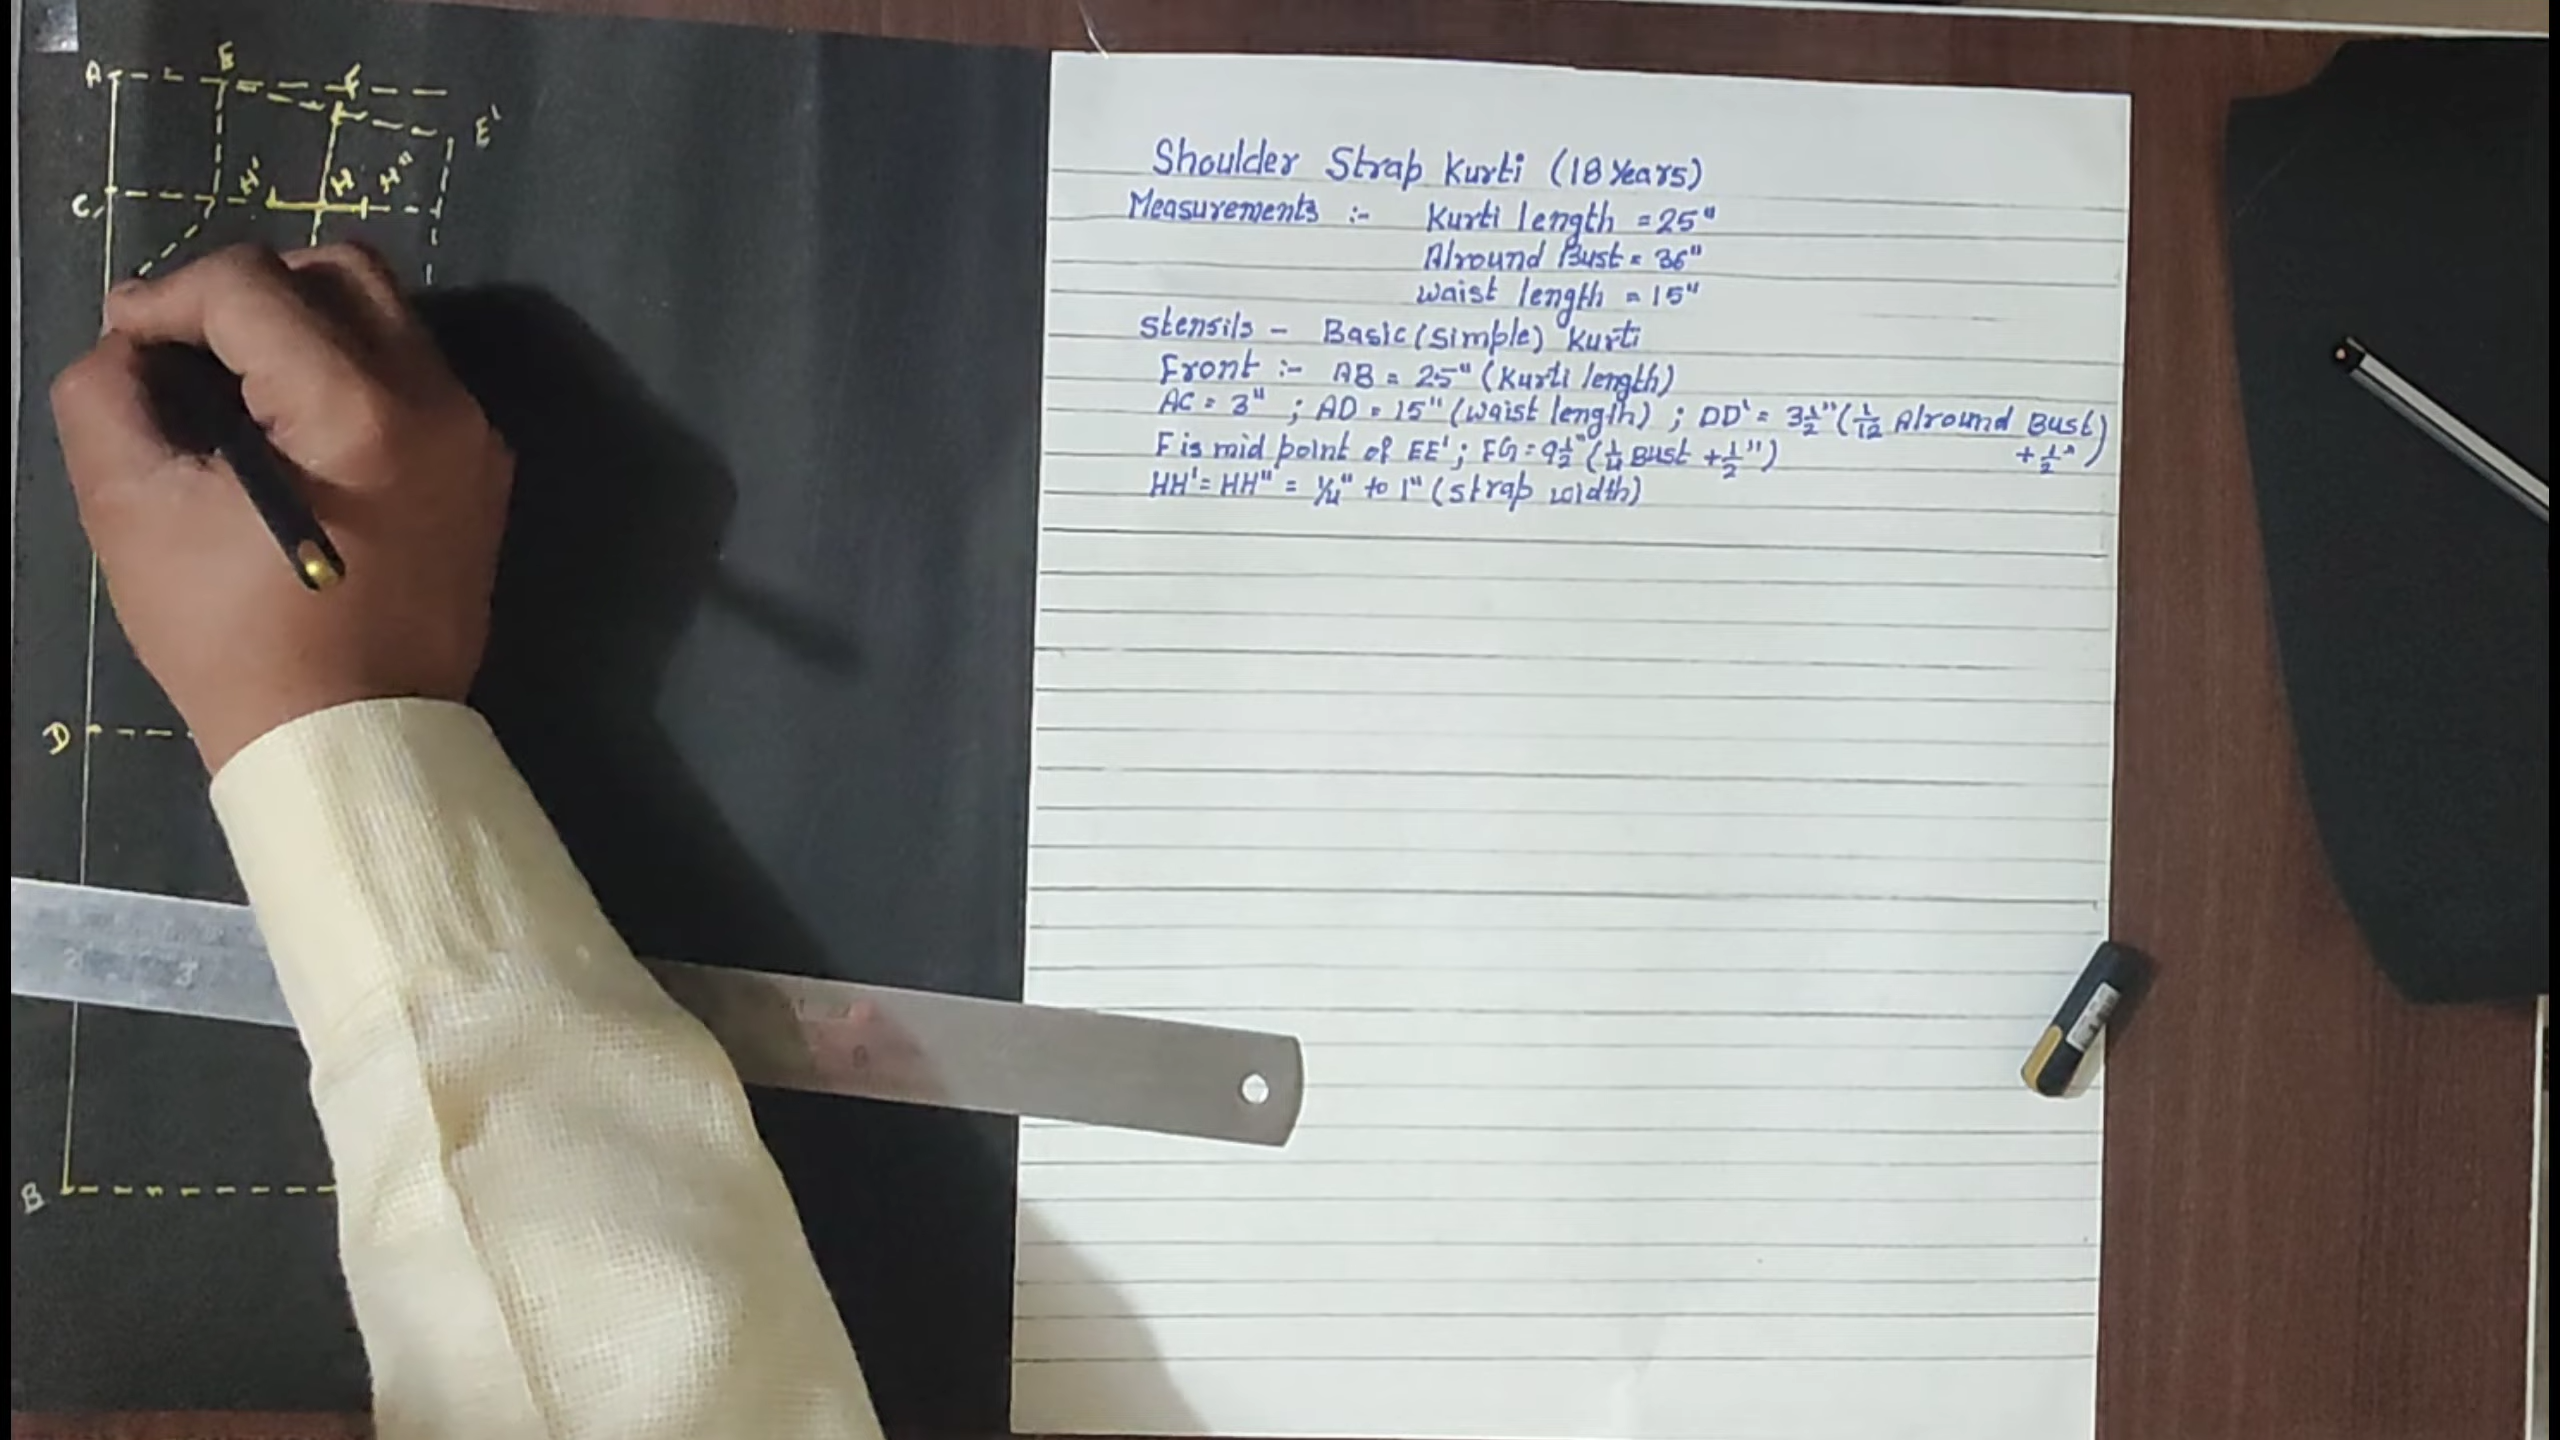 Shoulder Strap Kurti (18 Years)
Measurements :- Kurti length = 25"
Alround Bust = 36"
Waist length = 15"
Stensils - Basic (simple) Kurti
Front :- AB = 25" (Kurti length)
AC = 3" ; AD = 15" (Waist length) ; DD' = 3½" (1/12 Alround Bust + ½")
F is mid point of EE' ; FG = 9½" (¼ Bust + ½")
HH' = HH" = ¼" to 1" (strap width)
A E F
E'
C H' H H"
D
B
2 3